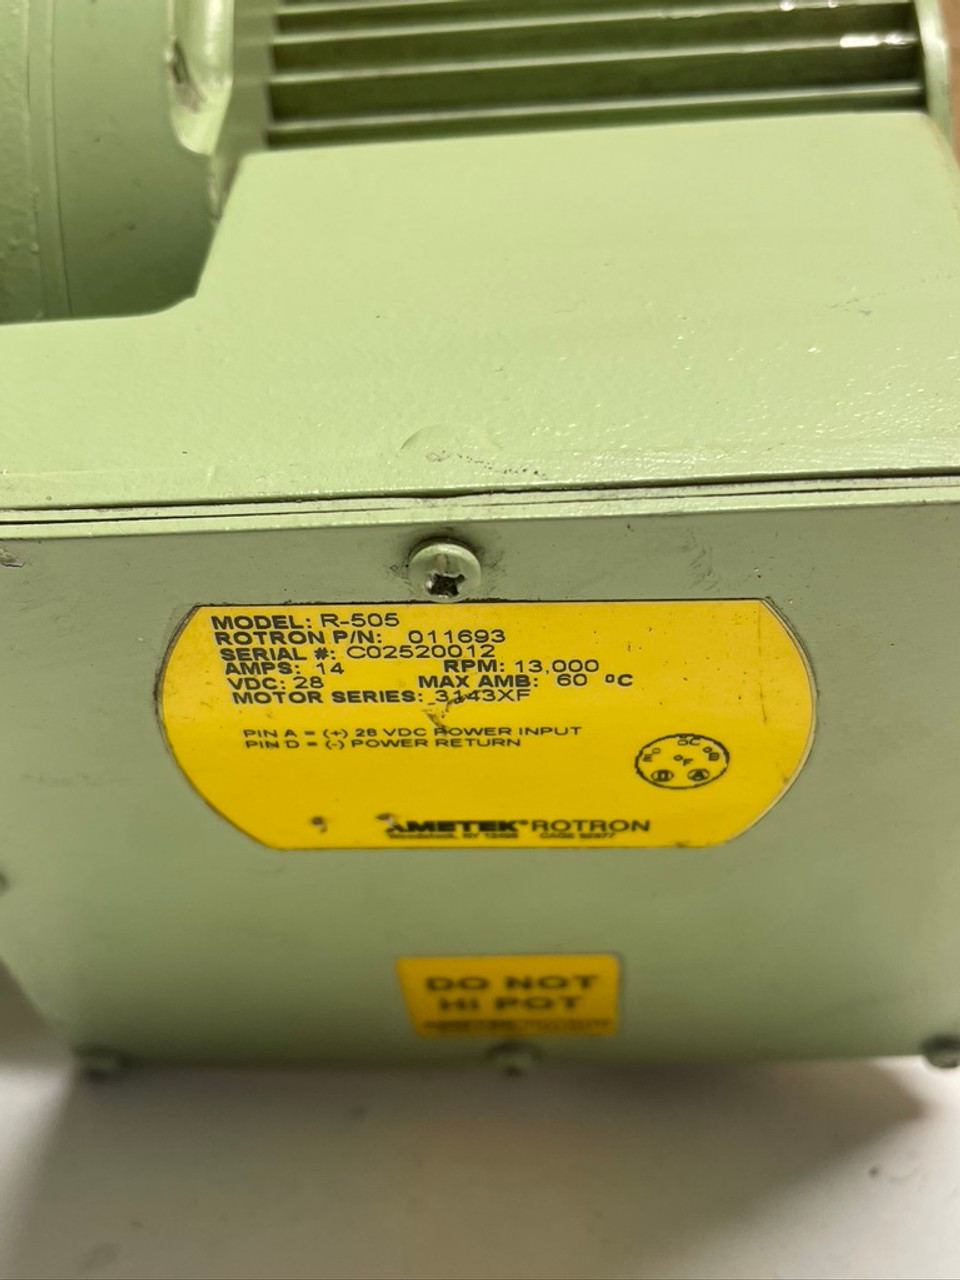 MODEL: R-505
ROTRON P/N: 011693
SERIAL #: C02520012
AMPS: 14 RPM: 13,000
VDC: 28 MAX AMB: 60 ºC
MOTOR SERIES: 3143XF
PIN A = (+) 28 VDC POWER INPUT
PIN D = (-) POWER RETURN
E C B
F
D A
AMETEK® ROTRON
DO NOT
HI POT